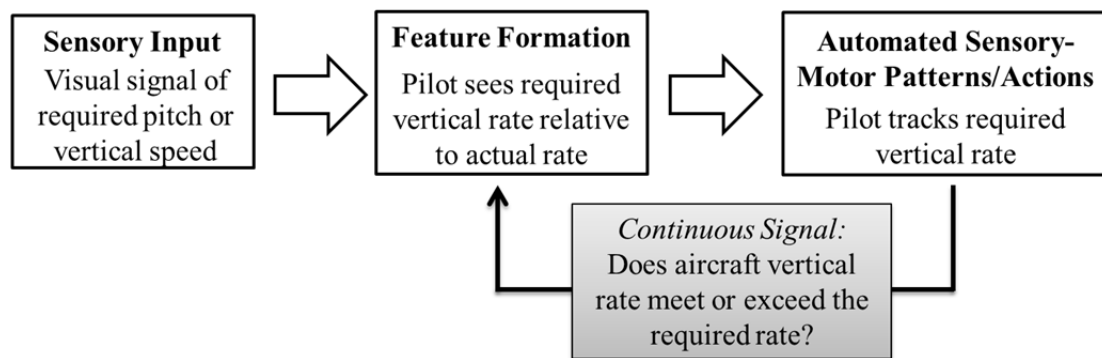 Sensory Input
Visual signal of
required pitch or
vertical speed
Feature Formation
Pilot sees required
vertical rate relative
to actual rate
Automated Sensory-
Motor Patterns/Actions
Pilot tracks required
vertical rate
Continuous Signal:
Does aircraft vertical
rate meet or exceed the
required rate?